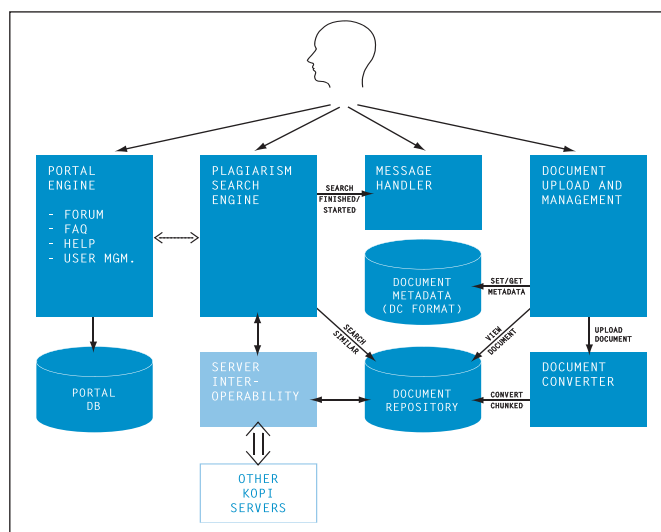 PORTAL
ENGINE
- FORUM
- FAQ
- HELP
- USER MGM.
PLAGIARISM
SEARCH
ENGINE
SEARCH
FINISHED/
STARTED
MESSAGE
HANDLER
DOCUMENT
UPLOAD AND
MANAGEMENT
DOCUMENT
METADATA
(DC FORMAT)
SET/GET
METADATA
SEARCH
SIMILAR
VIEW
DOCUMENT
UPLOAD
DOCUMENT
PORTAL
DB
SERVER
INTER-
OPERABILITY
DOCUMENT
REPOSITORY
CONVERT
CHUNKED
DOCUMENT
CONVERTER
OTHER
KOPI
SERVERS